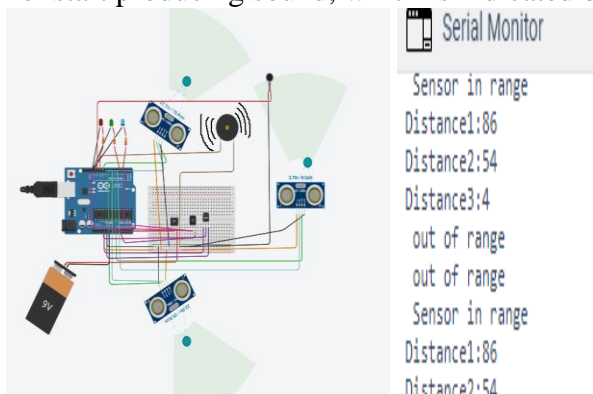 Serial Monitor
Sensor in range
Distance1:86
Distance2:54
Distance3:4
out of range
out of range
Sensor in range
Distance1:86
Distance2:54
9V
UNO